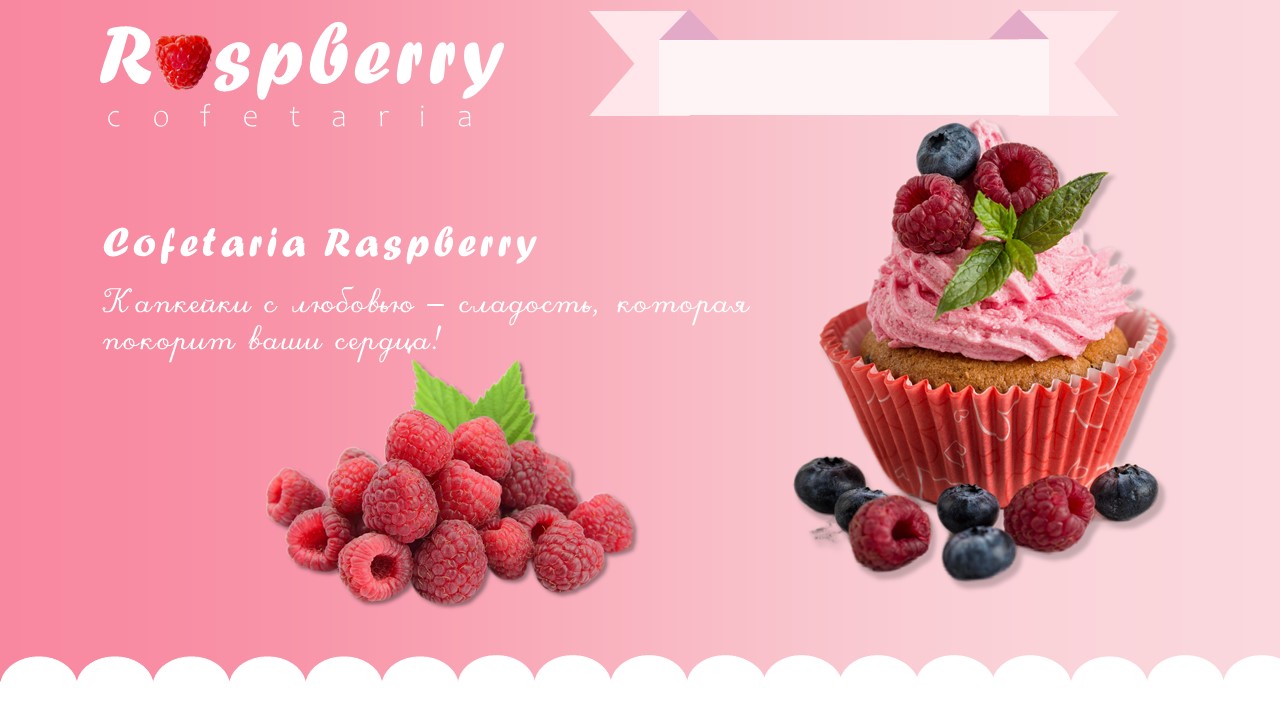 Raspberry
cofetaria
Cofetaria Raspberry
Капкейки с любовью – сладость, которая
покорит ваши сердца!